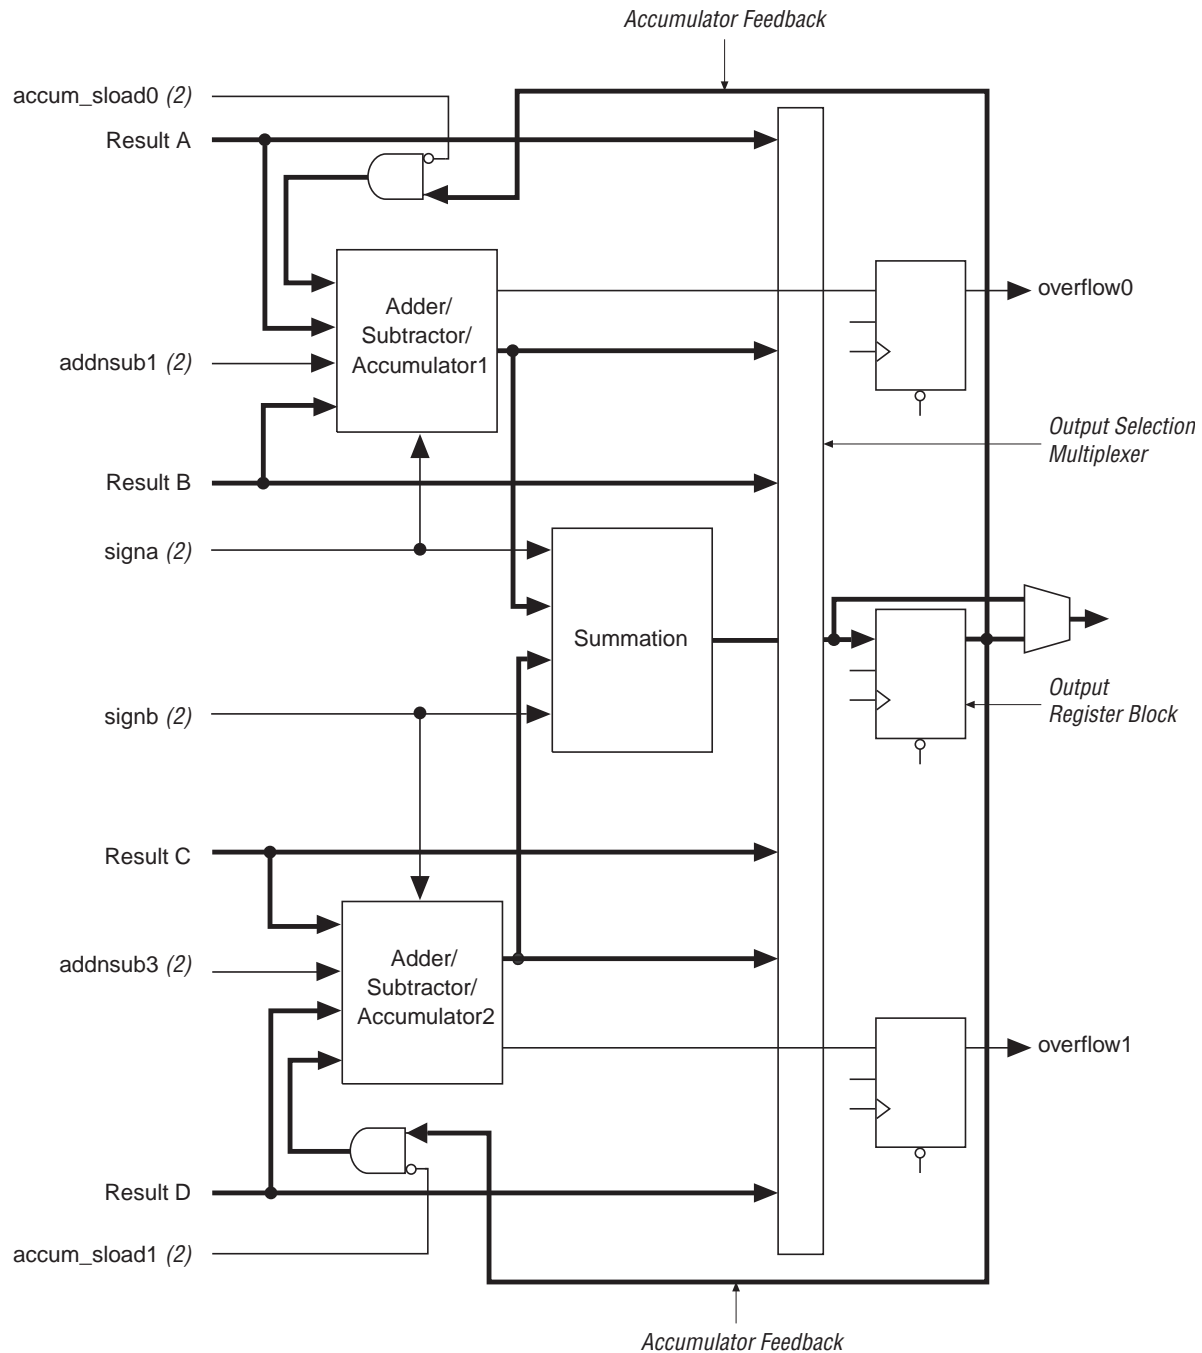 Accumulator Feedback
accum_sload0 (2)
Result A
Adder/
Subtractor/
Accumulator1
overflow0
addnsub1 (2)
Output Selection
Multiplexer
Result B
signa (2)
Summation
signb (2)
Output
Register Block
Result C
Adder/
Subtractor/
Accumulator2
addnsub3 (2)
overflow1
Result D
accum_sload1 (2)
Accumulator Feedback